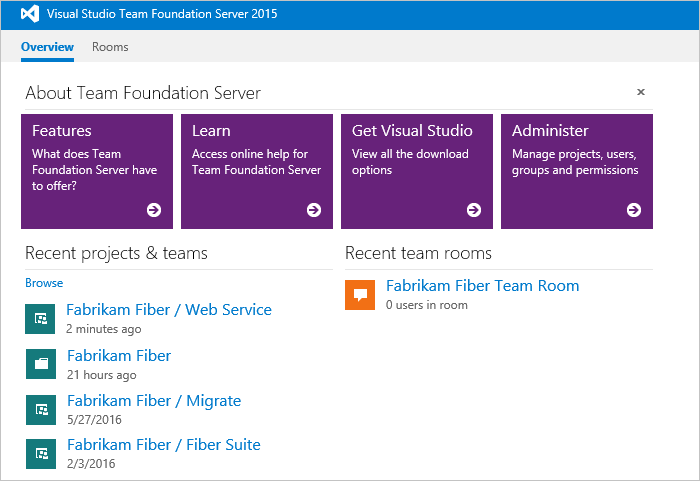 Visual Studio Team Foundation Server 2015
Overview Rooms
About Team Foundation Server
Features
What does Team
Foundation Server have
to offer?
Learn
Access online help for
Team Foundation Server
Get Visual Studio
View all the download
options
Administer
Manage projects, users,
groups and permissions
Recent projects & teams
Browse
Fabrikam Fiber / Web Service
2 minutes ago
Fabrikam Fiber
21 hours ago
Fabrikam Fiber / Migrate
5/27/2016
Fabrikam Fiber / Fiber Suite
2/3/2016
Recent team rooms
Fabrikam Fiber Team Room
0 users in room